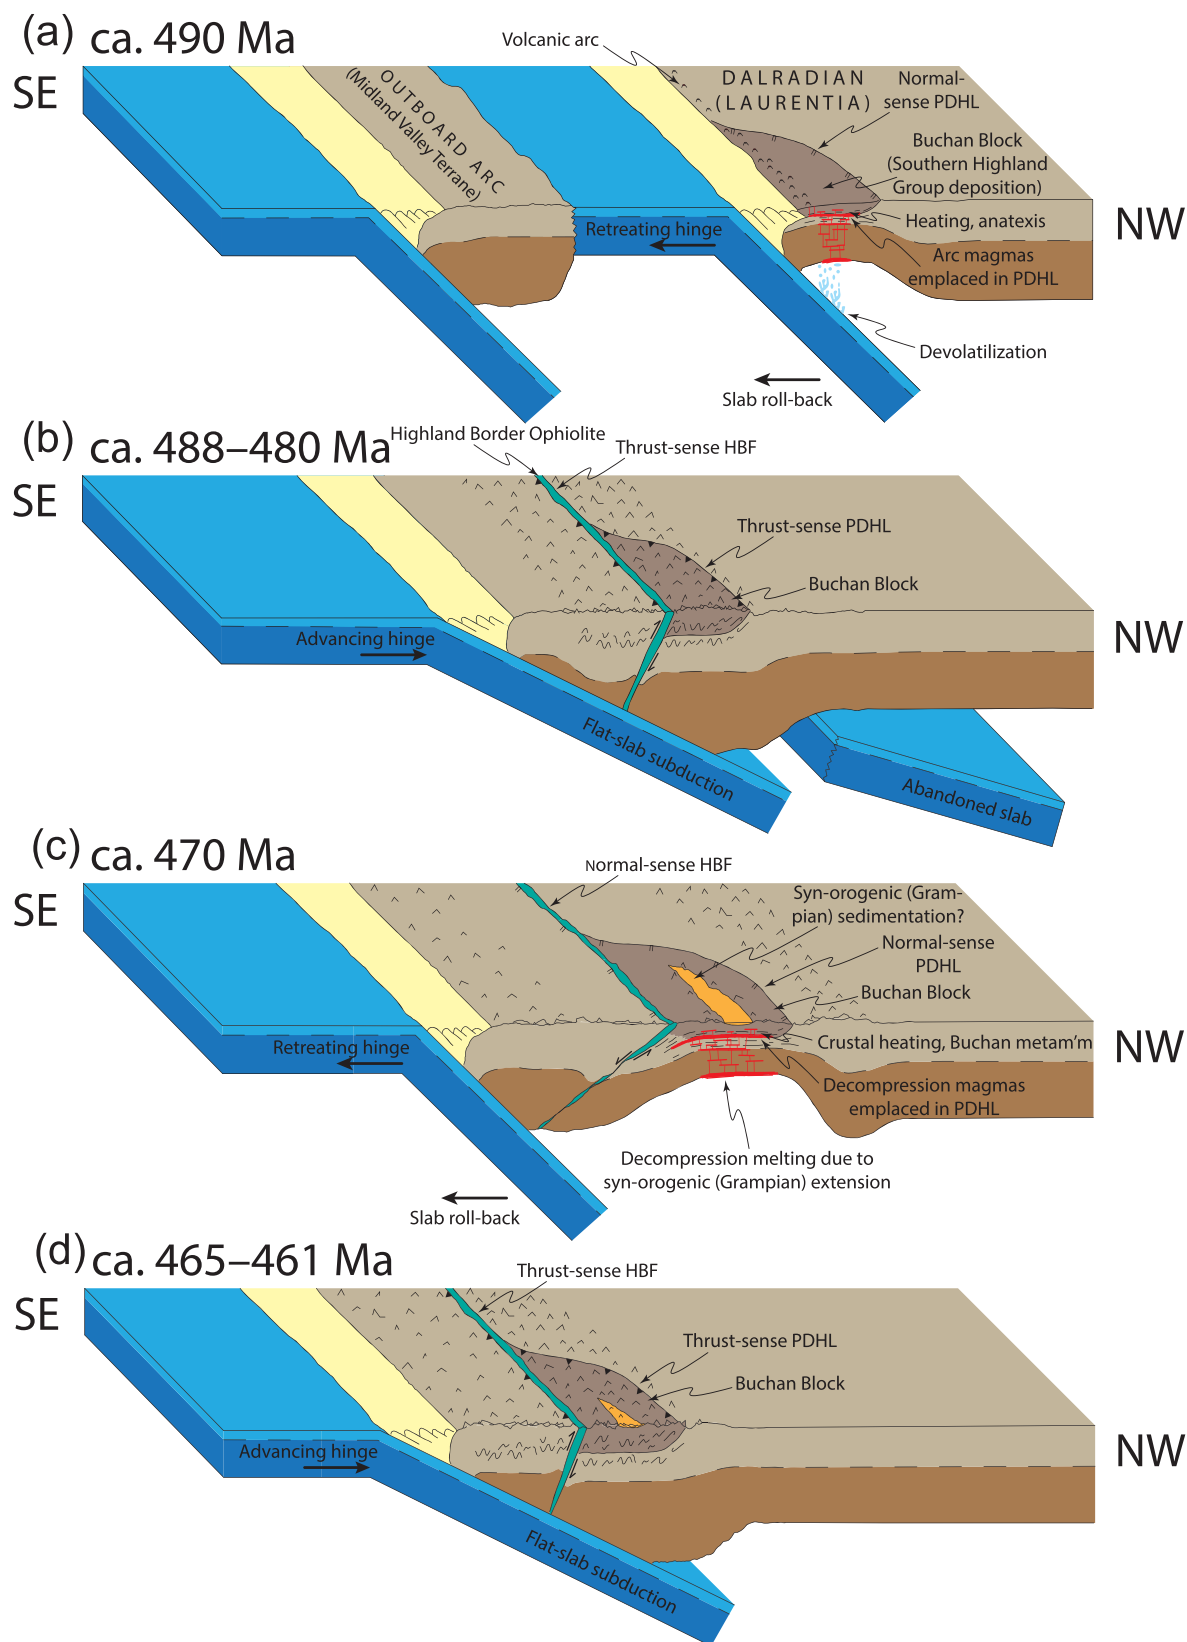 (a) ca. 490 Ma
SE
Volcanic arc
OUTBOARD ARC
(Midland Valley Terrane)
DALRADIAN
(LAURENTIA)
Normal-
sense PDHL
Buchan Block
(Southern Highland
Group deposition)
Retreating hinge
Heating, anatexis
NW
Arc magmas
emplaced in PDHL
Devolatilization
Slab roll-back
(b) ca. 488–480 Ma
SE
Highland Border Ophiolite
Thrust-sense HBF
Thrust-sense PDHL
Buchan Block
Advancing hinge
NW
Flat-slab subduction
Abandoned slab
(c) ca. 470 Ma
SE
Normal-sense HBF
Syn-orogenic (Gram-
pian) sedimentation?
Normal-sense
PDHL
Buchan Block
Retreating hinge
Crustal heating, Buchan metam'm
NW
Decompression magmas
emplaced in PDHL
Decompression melting due to
syn-orogenic (Grampian) extension
Slab roll-back
(d) ca. 465–461 Ma
SE
Thrust-sense HBF
Thrust-sense PDHL
Buchan Block
Advancing hinge
NW
Flat-slab subduction